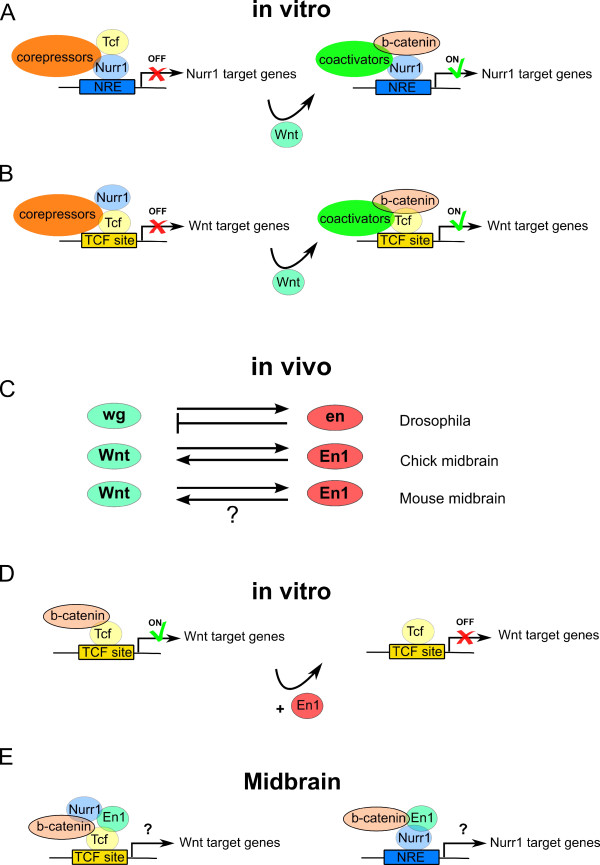 A
in vitro
corepressors
Tcf
Nurr1
NRE
OFF
Nurr1 target genes
Wnt
b-catenin
coactivators
Nurr1
NRE
ON
Nurr1 target genes
B
corepressors
Nurr1
Tcf
TCF site
OFF
Wnt target genes
Wnt
b-catenin
coactivators
Tcf
TCF site
ON
Wnt target genes
in vivo
C
wg
en
Drosophila
Wnt
En1
Chick midbrain
Wnt
En1
Mouse midbrain
?
D
in vitro
b-catenin
Tcf
TCF site
ON
Wnt target genes
+ En1
Tcf
TCF site
OFF
Wnt target genes
E
Midbrain
Nurr1
En1
b-catenin
Tcf
TCF site
?
Wnt target genes
b-catenin
En1
Nurr1
NRE
?
Nurr1 target genes